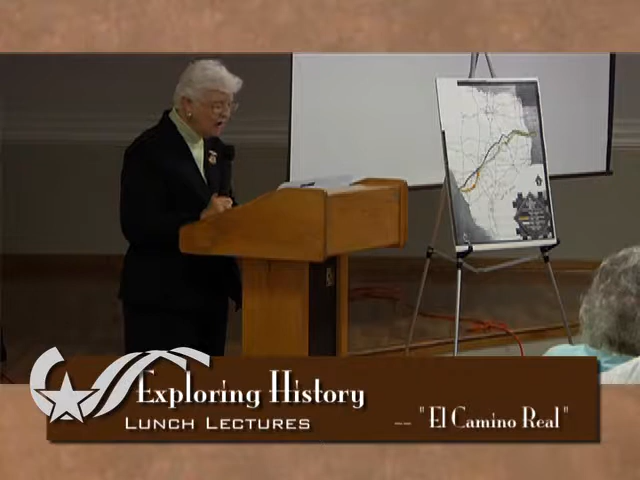 Exploring History
Lunch Lectures
— "El Camino Real"